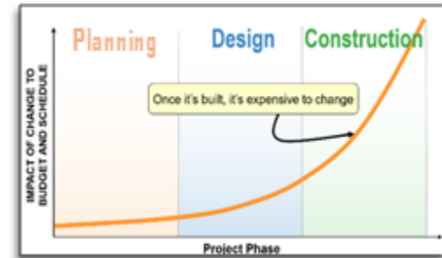 Planning Design Construction
Once it's built, it's expensive to change
IMPACT OF CHANGE TO
BUDGET AND SCHEDULE
Project Phase